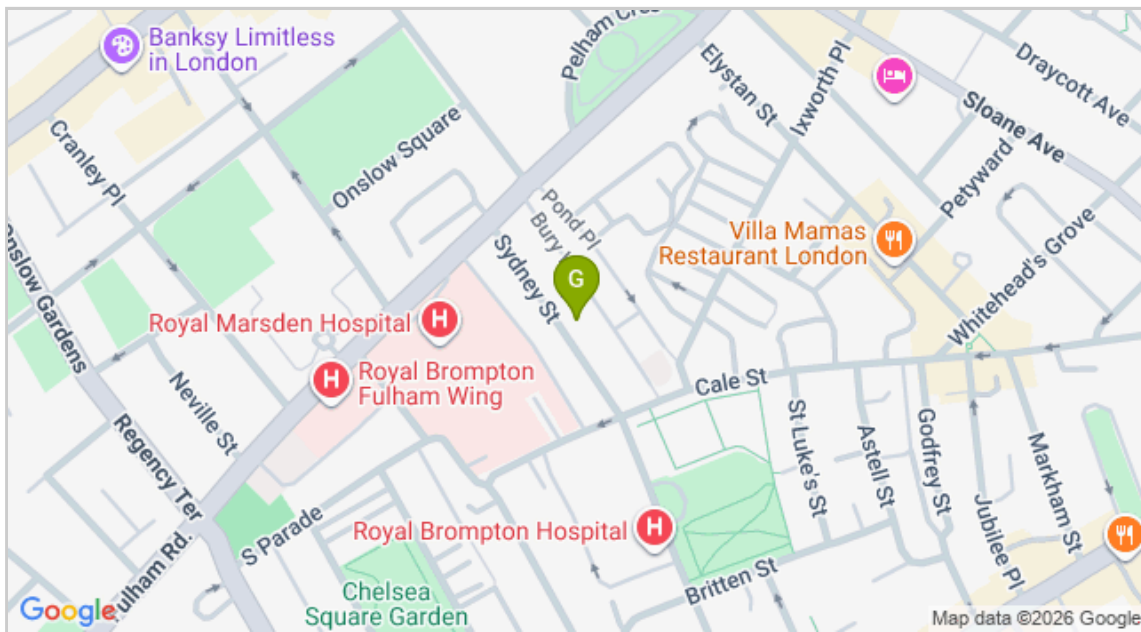 Banksy Limitless
in London
Pelham Cres
Elystan St
Ixworth Pl
Draycott Ave
Sloane Ave
Cranley Pl
Onslow Square
Petyward
Pond Pl
Bury
Villa Mamas
Restaurant London
Whitehead's Grove
Onslow Gardens
Sydney St
G
Royal Marsden Hospital
H
H
Royal Brompton
Fulham Wing
Cale St
Neville St
Regency Ter
St Luke's St
Astell St
Godfrey St
Markham St
Jubilee Pl
S Parade
Royal Brompton Hospital
H
Fulham Rd.
Chelsea
Square Garden
Britten St
Google
Map data ©2026 Google